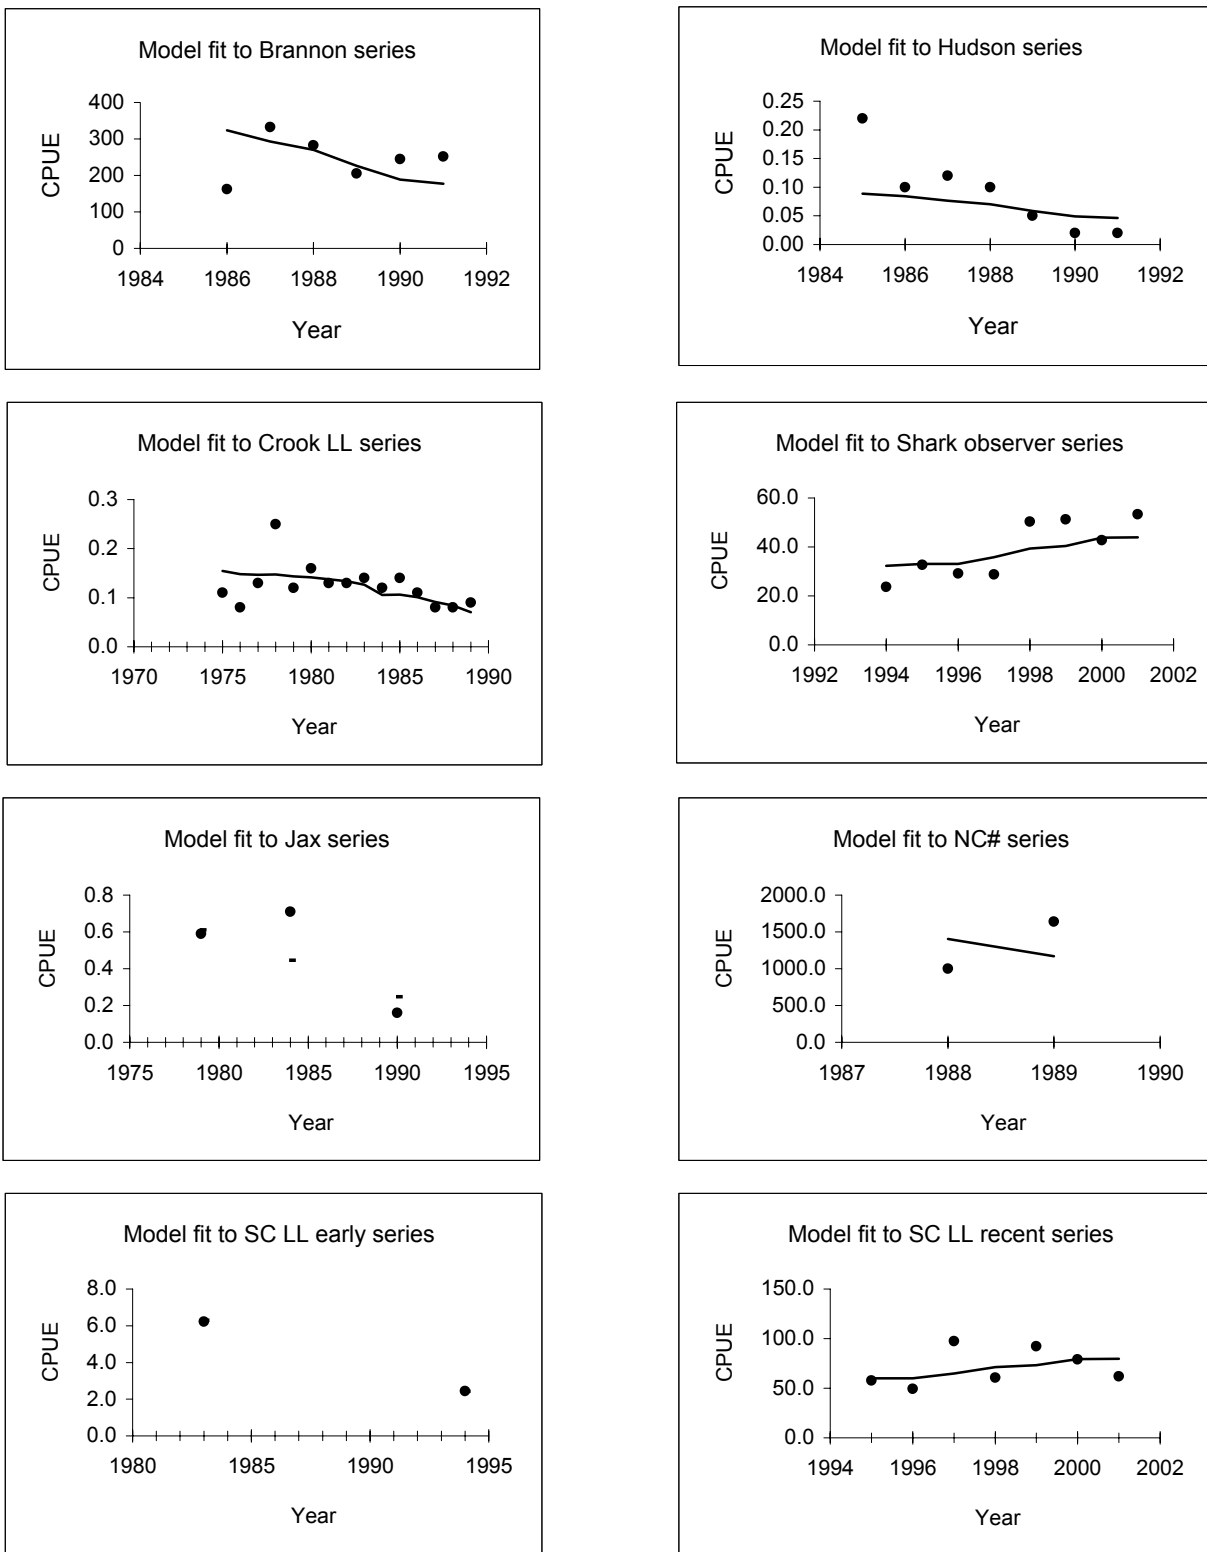 Model fit to Brannon series
CPUE
400
300
200
100
0
1984 1986 1988 1990 1992
Year
Model fit to Hudson series
CPUE
0.25
0.20
0.15
0.10
0.05
0.00
1984 1986 1988 1990 1992
Year
Model fit to Crook LL series
CPUE
0.3
0.2
0.1
0.0
1970 1975 1980 1985 1990
Year
Model fit to Shark observer series
CPUE
60.0
40.0
20.0
0.0
1992 1994 1996 1998 2000 2002
Year
Model fit to Jax series
CPUE
0.8
0.6
0.4
0.2
0.0
1975 1980 1985 1990 1995
Year
Model fit to NC# series
CPUE
2000.0
1500.0
1000.0
500.0
0.0
1987 1988 1989 1990
Year
Model fit to SC LL early series
CPUE
8.0
6.0
4.0
2.0
0.0
1980 1985 1990 1995
Year
Model fit to SC LL recent series
CPUE
150.0
100.0
50.0
0.0
1994 1996 1998 2000 2002
Year